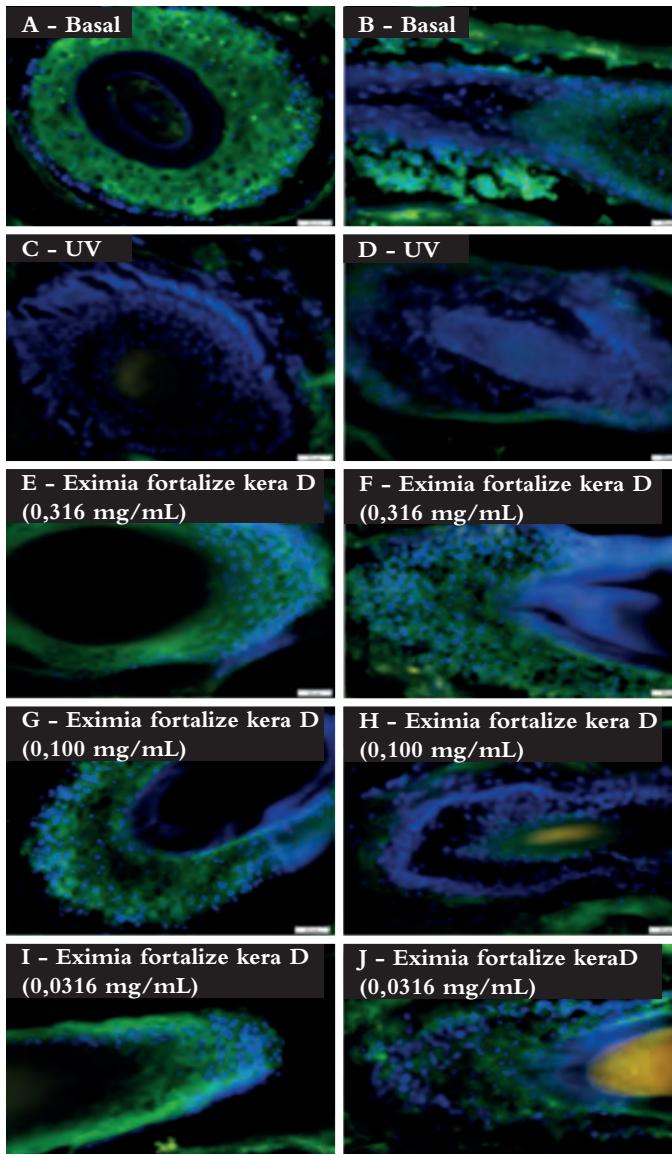 A - Basal
B - Basal
C - UV
D - UV
E - Eximia fortalize kera D
(0,316 mg/mL)
F - Eximia fortalize kera D
(0,316 mg/mL)
G - Eximia fortalize kera D
(0,100 mg/mL)
H - Eximia fortalize kera D
(0,100 mg/mL)
I - Eximia fortalize kera D
(0,0316 mg/mL)
J - Eximia fortalize keraD
(0,0316 mg/mL)